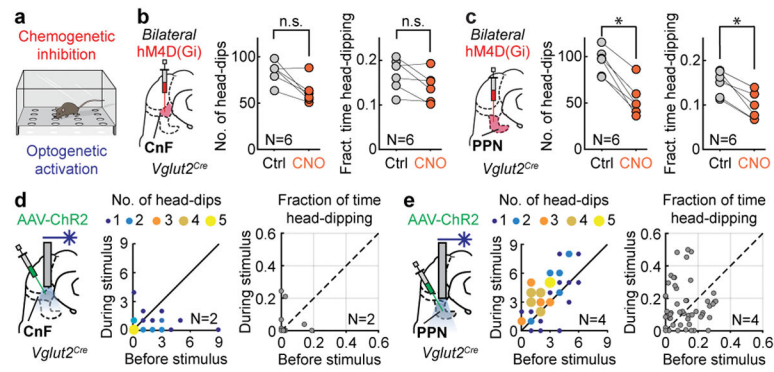 a
Chemogenetic
inhibition
Optogenetic
activation
b
Bilateral
hM4D(Gi)
CnF
Vglut2Cre
No. of head-dips
100
50
0
n.s.
N=6
Ctrl CNO
Fract. time head-dipping
0.2
0.1
0
n.s.
N=6
Ctrl CNO
c
Bilateral
hM4D(Gi)
PPN
Vglut2Cre
No. of head-dips
100
50
0
*
N=6
Ctrl CNO
Fract. time head-dipping
0.2
0.1
0
*
N=6
Ctrl CNO
d
AAV-ChR2
CnF
Vglut2Cre
No. of head-dips
1 2 3 4 5
During stimulus
9
6
3
0
N=2
0 3 6 9
Before stimulus
Fraction of time
head-dipping
During stimulus
0.6
0.4
0.2
0
N=2
0 0.2 0.4 0.6
Before stimulus
e
AAV-ChR2
PPN
Vglut2Cre
No. of head-dips
1 2 3 4 5
During stimulus
9
6
3
0
N=4
0 3 6 9
Before stimulus
Fraction of time
head-dipping
During stimulus
0.6
0.4
0.2
0
N=4
0 0.2 0.4 0.6
Before stimulus